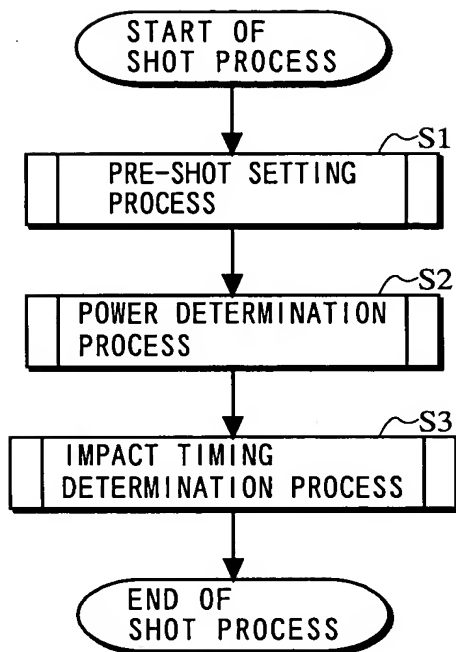 START OF
SHOT PROCESS
S1
PRE-SHOT SETTING
PROCESS
S2
POWER DETERMINATION
PROCESS
S3
IMPACT TIMING
DETERMINATION PROCESS
END OF
SHOT PROCESS